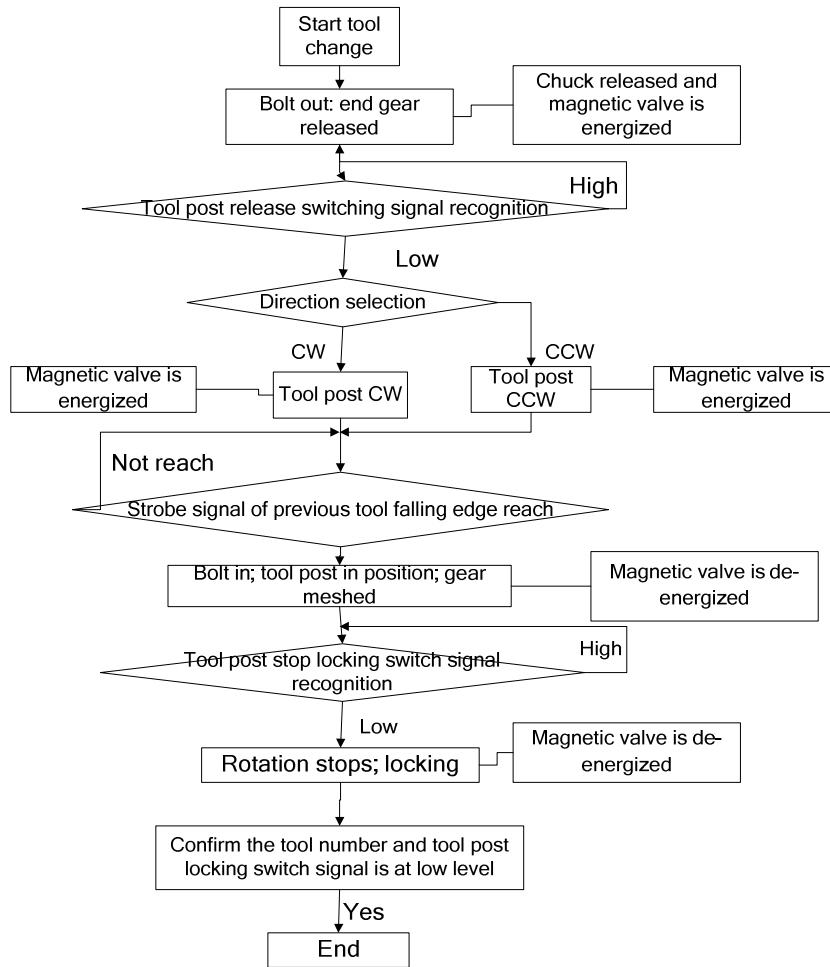 Start tool
change
Bolt out: end gear
released
Chuck released and
magnetic valve is
energized
High
Tool post release switching signal recognition
Low
Direction selection
CW
CCW
Magnetic valve is
energized
Tool post CW
Tool post
CCW
Magnetic valve is
energized
Not reach
Strobe signal of previous tool falling edge reach
Bolt in; tool post in position; gear
meshed
Magnetic valve is de-
energized
High
Tool post stop locking switch signal
recognition
Low
Rotation stops; locking
Magnetic valve is de-
energized
Confirm the tool number and tool post
locking switch signal is at low level
Yes
End